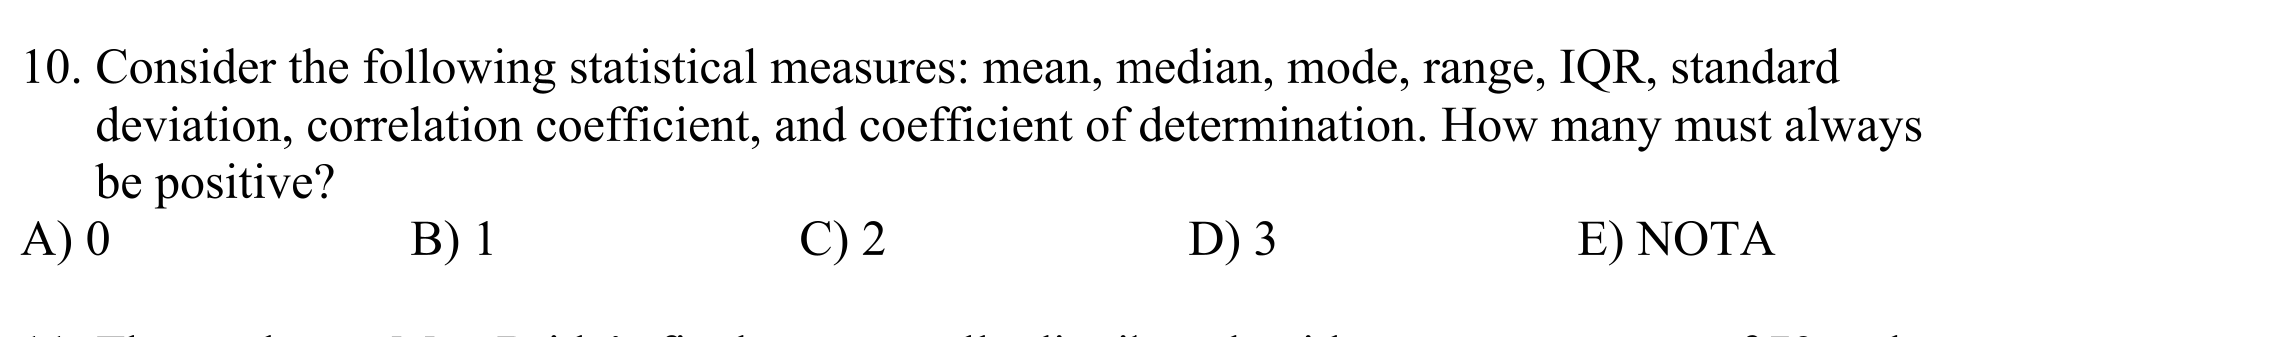 10. Consider the following statistical measures: mean, median, mode, range, IQR, standard
deviation, correlation coefficient, and coefficient of determination. How many must always
be positive?
A) 0 B) 1 C) 2 D) 3 E) NOTA